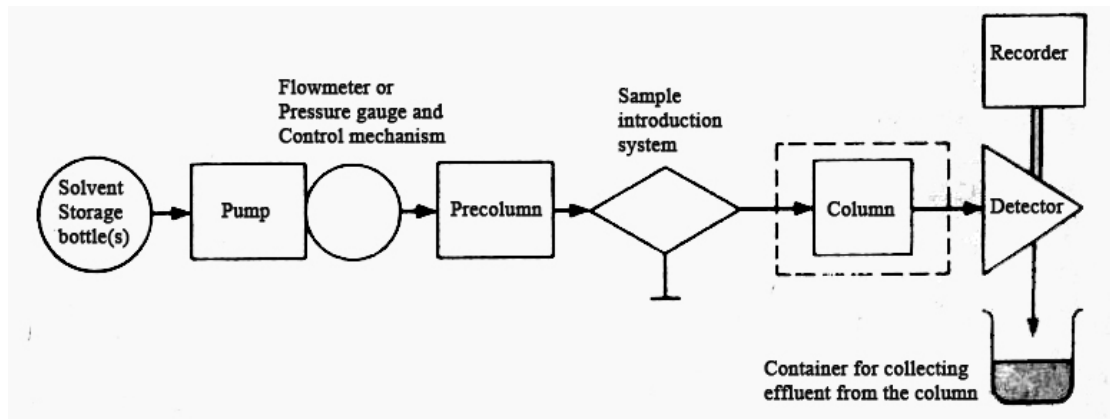 Recorder
Flowmeter or
Pressure gauge and
Control mechanism
Sample
introduction
system
Solvent
Storage
bottle(s)
Pump
Precolumn
Column
Detector
Container for collecting
effluent from the column